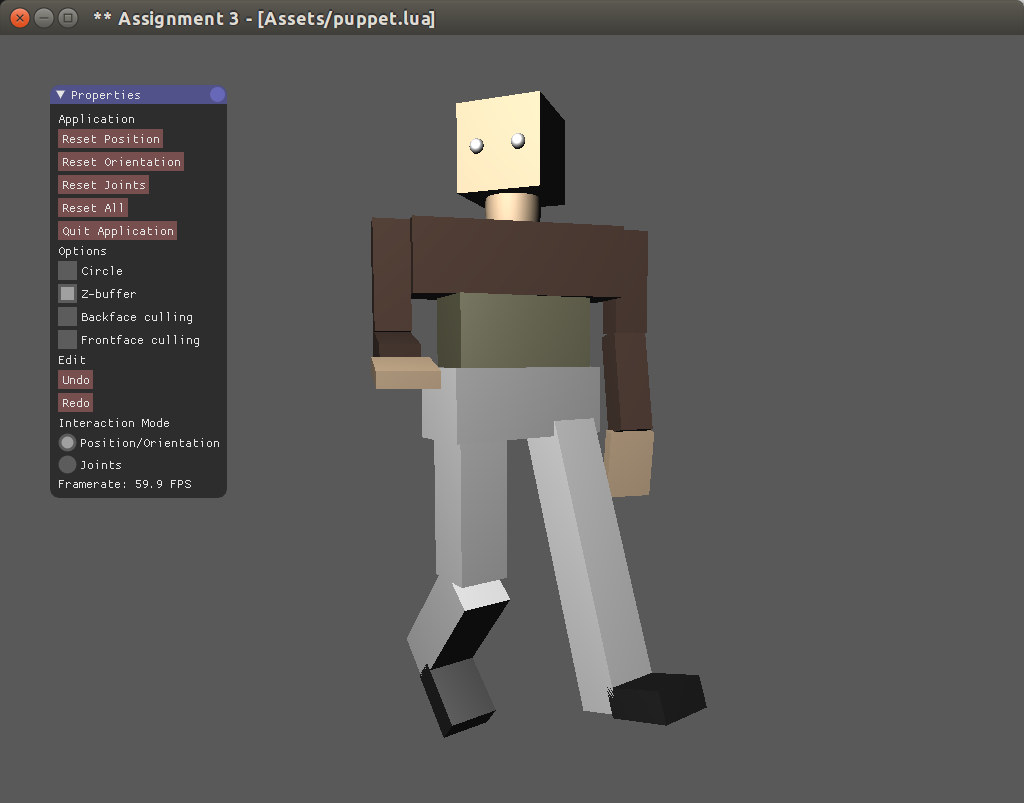 ** Assignment 3 - [Assets/puppet.lua]
Properties
Application
Reset Position
Reset Orientation
Reset Joints
Reset All
Quit Application
Options
Circle
Z-buffer
Backface culling
Frontface culling
Edit
Undo
Redo
Interaction Mode
Position/Orientation
Joints
Framerate: 59.9 FPS